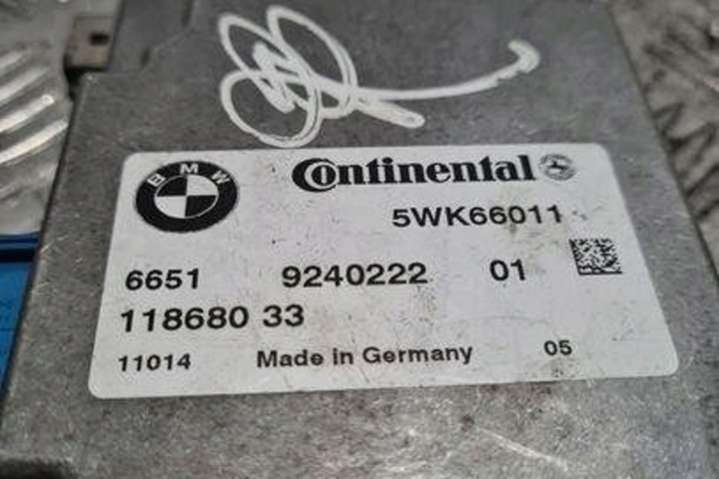 BMW
Continental
5WK66011
6651 9240222 01
118680 33
11014 Made in Germany 05